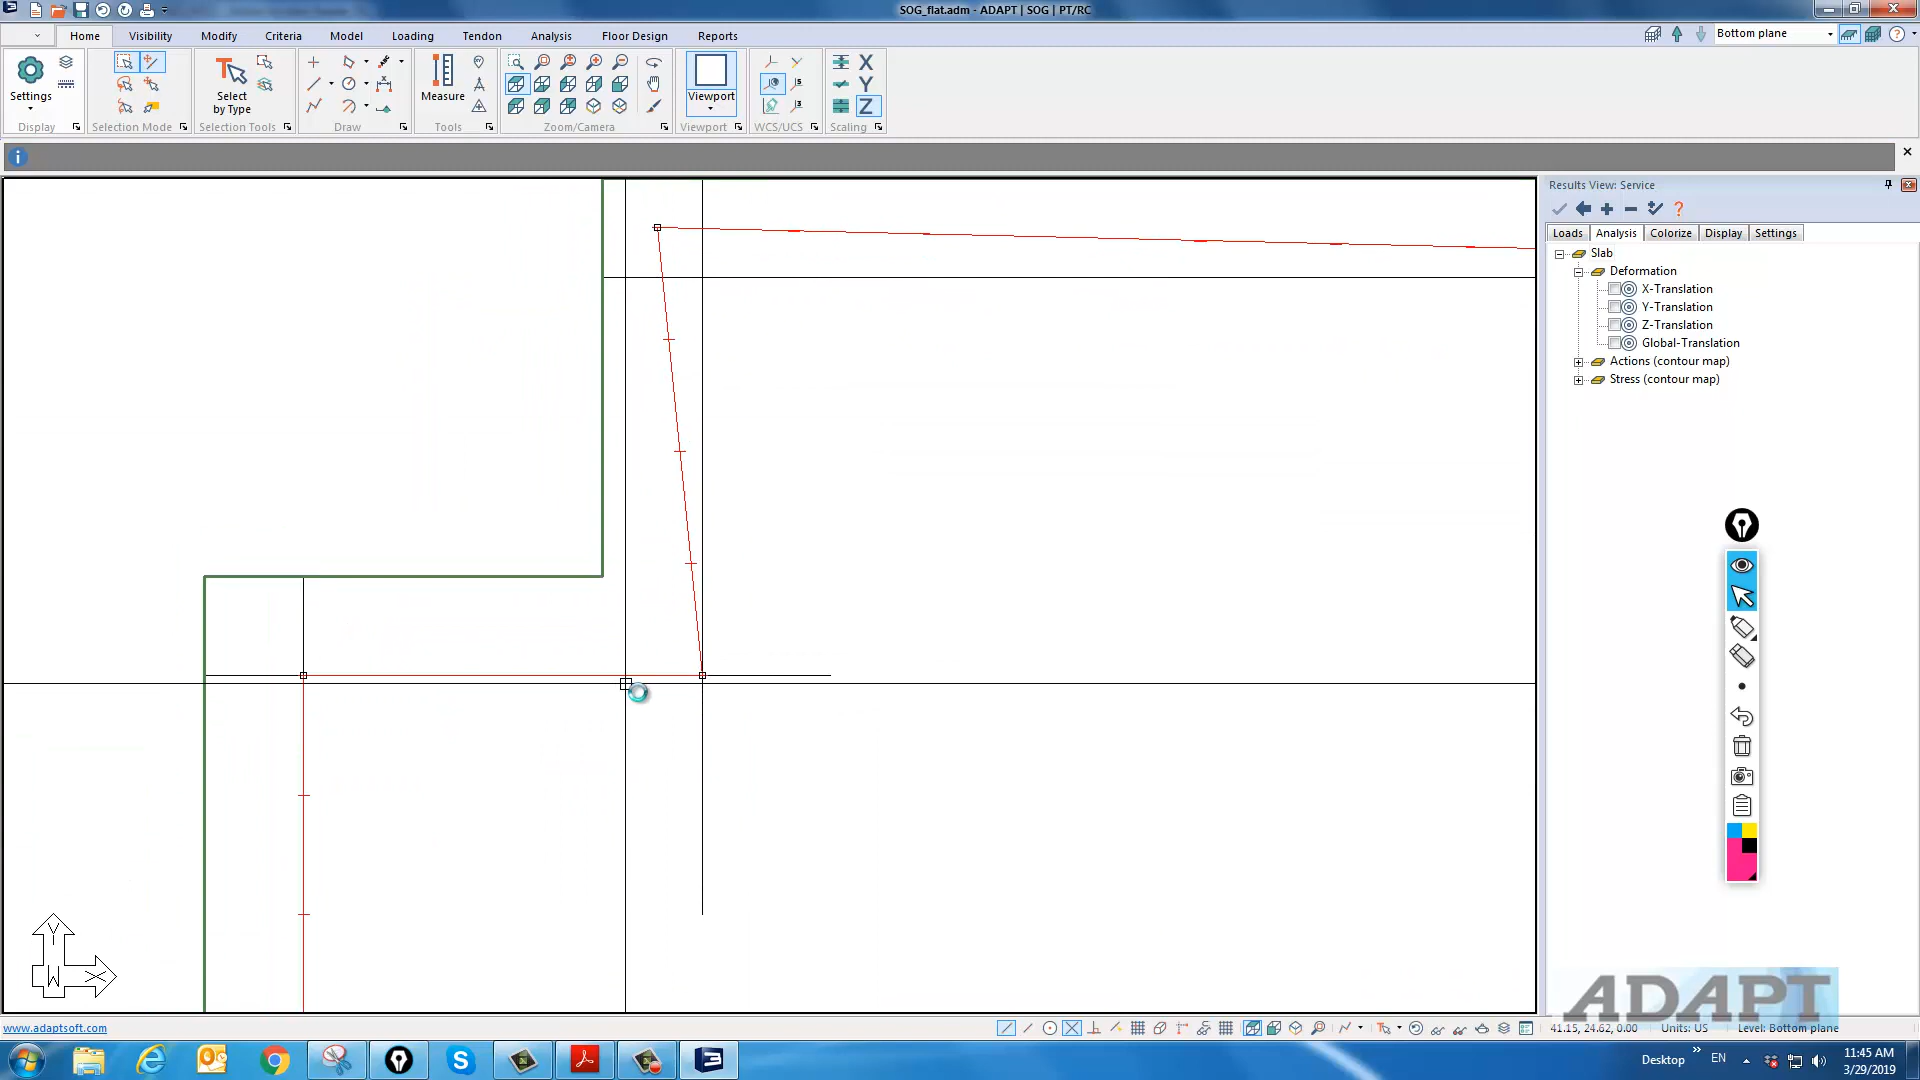 SOG_flat.adm - ADAPT | SOG | PT/RC
Home Visibility Modify Criteria Model Loading Tendon Analysis Floor Design Reports
Bottom plane
Settings
Select by Type
Measure
Viewport
X
Y
Z
Display Selection Mode Selection Tools Draw Tools Zoom/Camera Viewport WCS/UCS Scaling
Results View: Service
Loads Analysis Colorize Display Settings
Slab
Deformation
X-Translation
Y-Translation
Z-Translation
Global-Translation
Actions (contour map)
Stress (contour map)
Y
W X
ADAPT
www.adaptsoft.com
41.15, 24.62, 0.00 Units: US Level: Bottom plane
Desktop EN
11:45 AM
3/29/2019